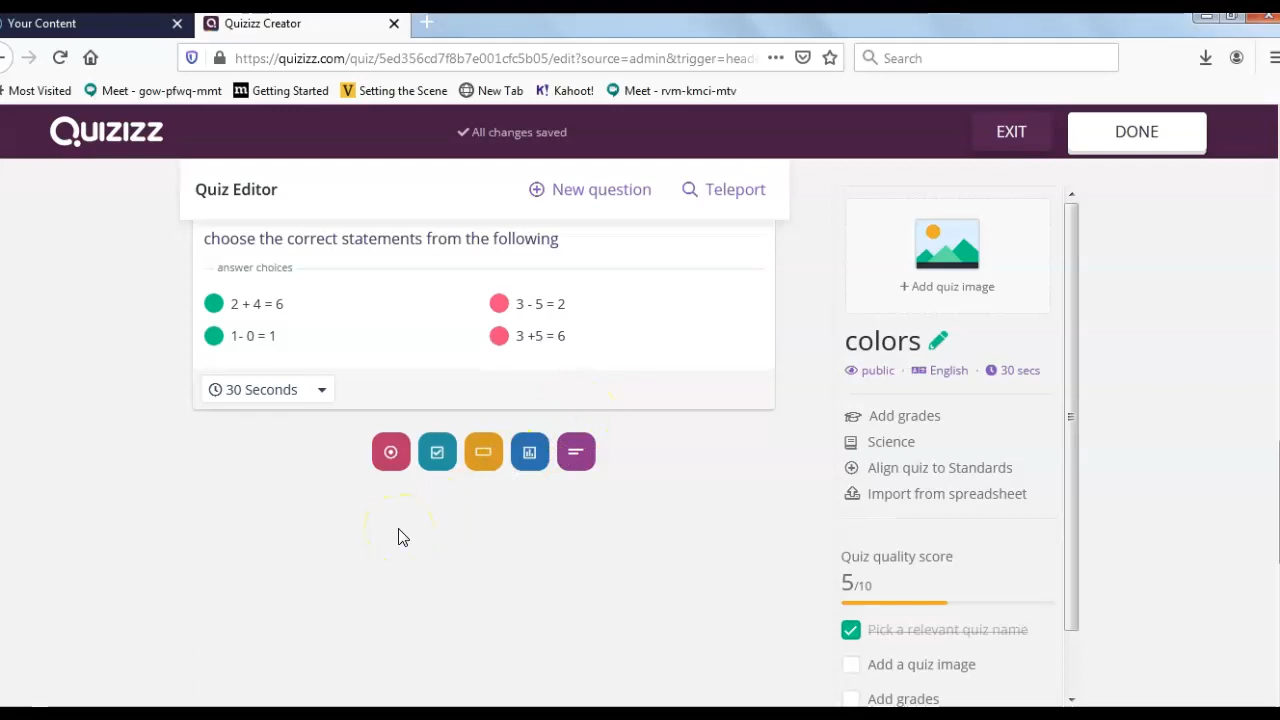 Your Content
Quizizz Creator
https://quizizz.com/quiz/5ed356cd7f8b7e001cfc5b05/edit?source=admin&trigger=head
Search
Most Visited
Meet - gow-pfwq-mmt
Getting Started
Setting the Scene
New Tab
Kahoot!
Meet - rvm-kmci-mtv
Quizizz
All changes saved
EXIT
DONE
Quiz Editor
New question
Teleport
choose the correct statements from the following
answer choices
2 + 4 = 6
3 - 5 = 2
1- 0 = 1
3 +5 = 6
30 Seconds
+ Add quiz image
colors
public · English · 30 secs
Add grades
Science
Align quiz to Standards
Import from spreadsheet
Quiz quality score
5/10
Pick a relevant quiz name
Add a quiz image
Add grades